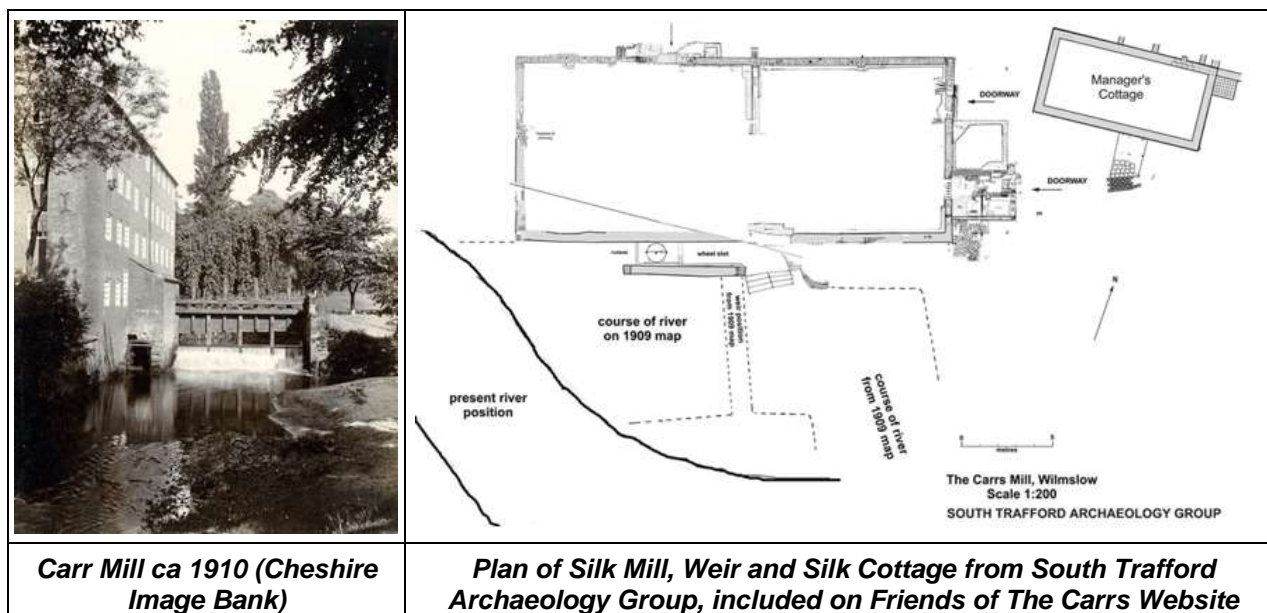 Manager's
Cottage
DOORWAY
DOORWAY
N
wheel slot
weir position
from 1909 map
course of river
on 1909 map
course of river
from 1909 map
present river
position
0 5
metres
The Carrs Mill, Wilmslow
Scale 1:200
SOUTH TRAFFORD ARCHAEOLOGY GROUP
Carr Mill ca 1910 (Cheshire
Image Bank)
Plan of Silk Mill, Weir and Silk Cottage from South Trafford
Archaeology Group, included on Friends of The Carrs Website